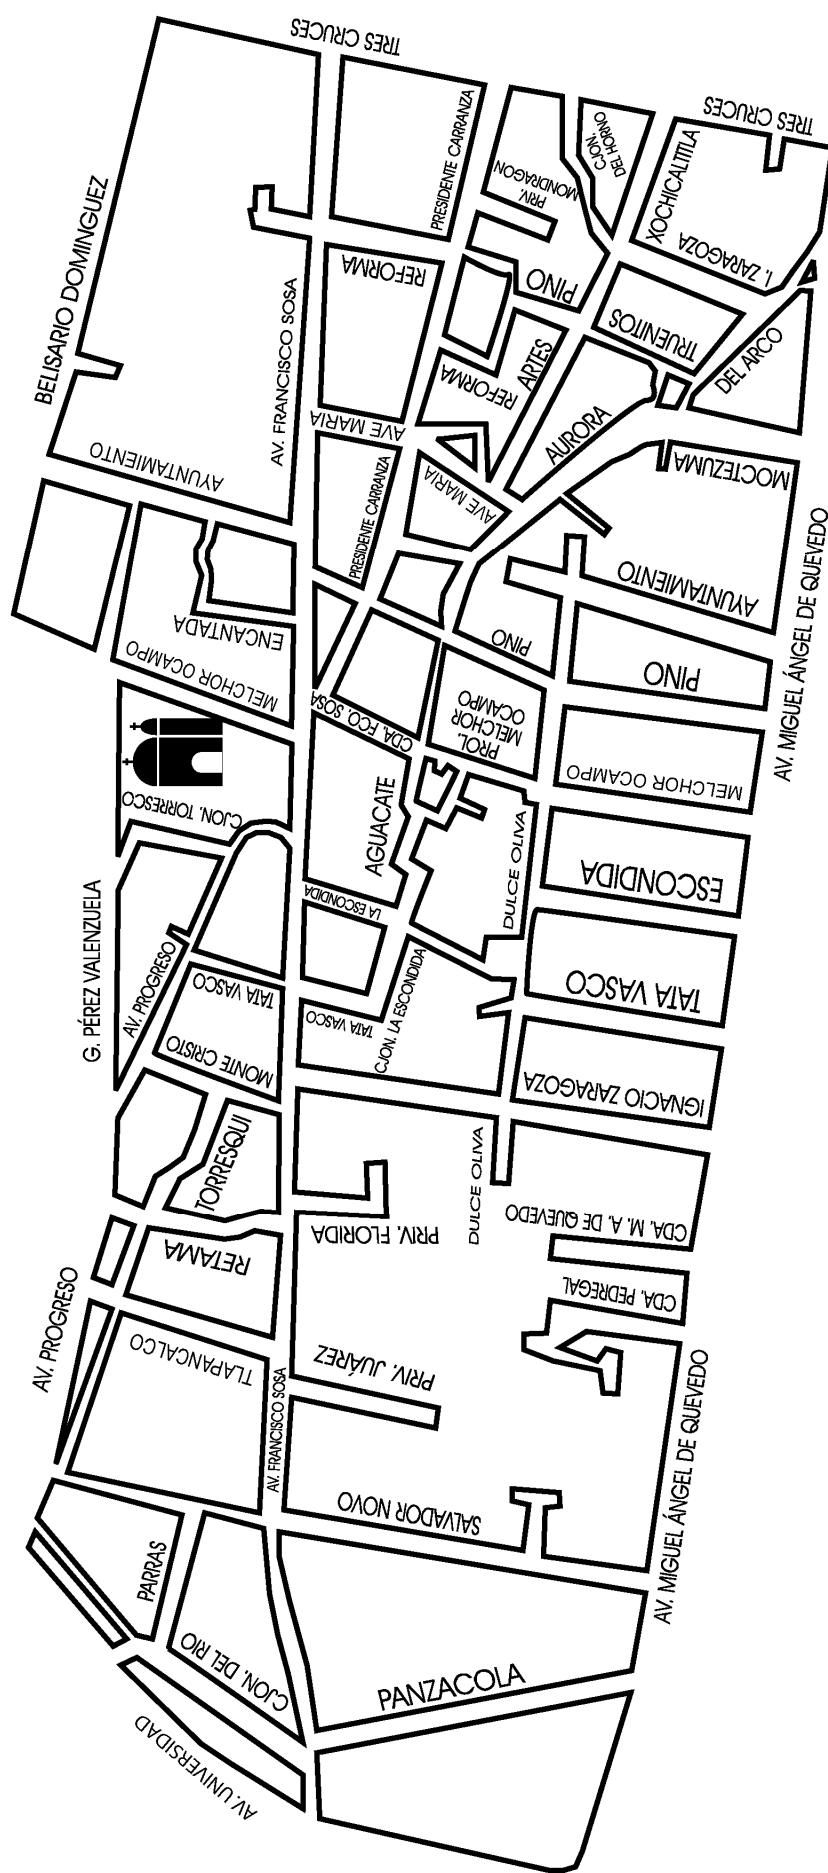 TRES CRUCES
TRES CRUCES
BELISARIO DOMINGUEZ
PRESIDENTE CARRANZA
PRIV.
MONDRAGON
CJON.
DEL HORNO
XOCHICALTITLA
I. ZARAGOZA
REFORMA
PINO
TRUENITOS
AV. FRANCISCO SOSA
REFORMA
ARTES
DEL ARCO
AVE MARIA
AURORA
AYUNTAMIENTO
PRESIDENTE CARRANZA
AVE MARIA
MOCTEZUMA
AYUNTAMIENTO
AV. MIGUEL ÁNGEL DE QUEVEDO
ENCANTADA
MELCHOR OCAMPO
PINO
PINO
CDA. FCO. SOSA
PROL.
MELCHOR
OCAMPO
MELCHOR OCAMPO
CJON. TORRESCO
AGUACATE
DULCE OLIVA
ESCONDIDA
LA ESCONDIDA
G. PÉREZ VALENZUELA
AV. PROGRESO
TATA VASCO
TATA VASCO
CJON. LA ESCONDIDA
TATA VASCO
MONTE CRISTO
IGNACIO ZARAGOZA
TORRESQUI
DULCE OLIVA
PRIV. FLORIDA
CDA. M. A. DE QUEVEDO
RETAMA
CDA. PEDREGAL
AV. PROGRESO
TLAPANCALCO
PRIV. JUÁREZ
AV. FRANCISCO SOSA
AV. MIGUEL ÁNGEL DE QUEVEDO
SALVADOR NOVO
PARRAS
CJON. DEL RIO
PANZACOLA
AV. UNIVERSIDAD